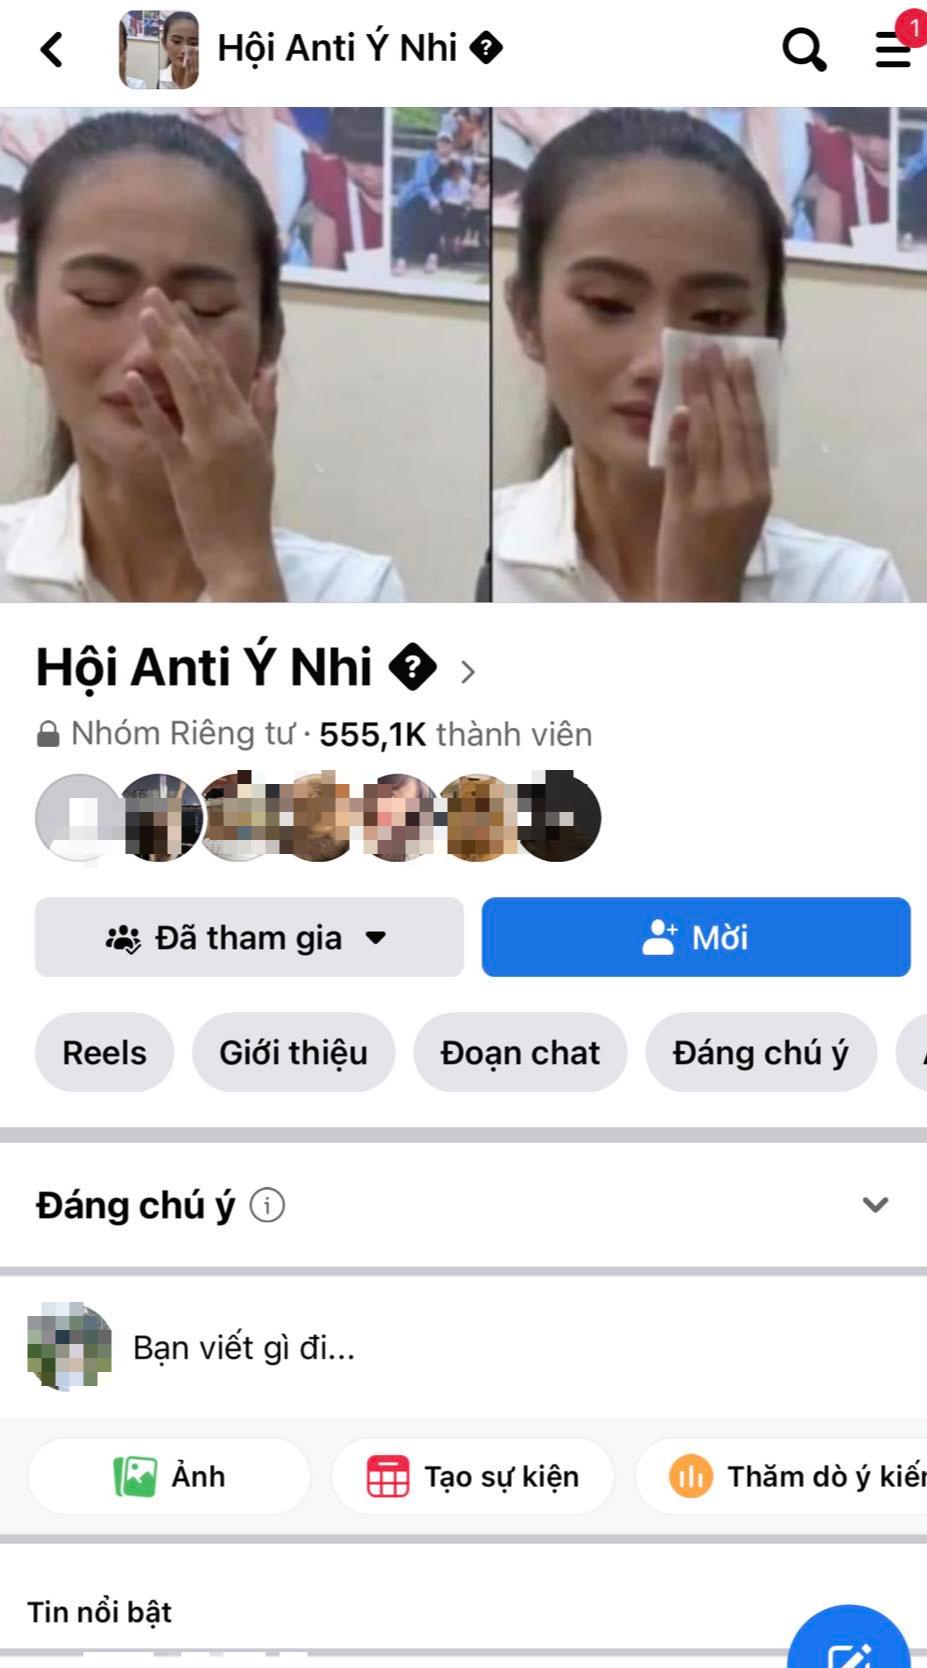 Hội Anti Ý Nhi
1
Hội Anti Ý Nhi
Nhóm Riêng tư · 555,1K thành viên
Đã tham gia
Mời
Reels
Giới thiệu
Đoạn chat
Đáng chú ý
Đáng chú ý
Bạn viết gì đi...
Ảnh
Tạo sự kiện
Thăm dò ý kiến
Tin nổi bật